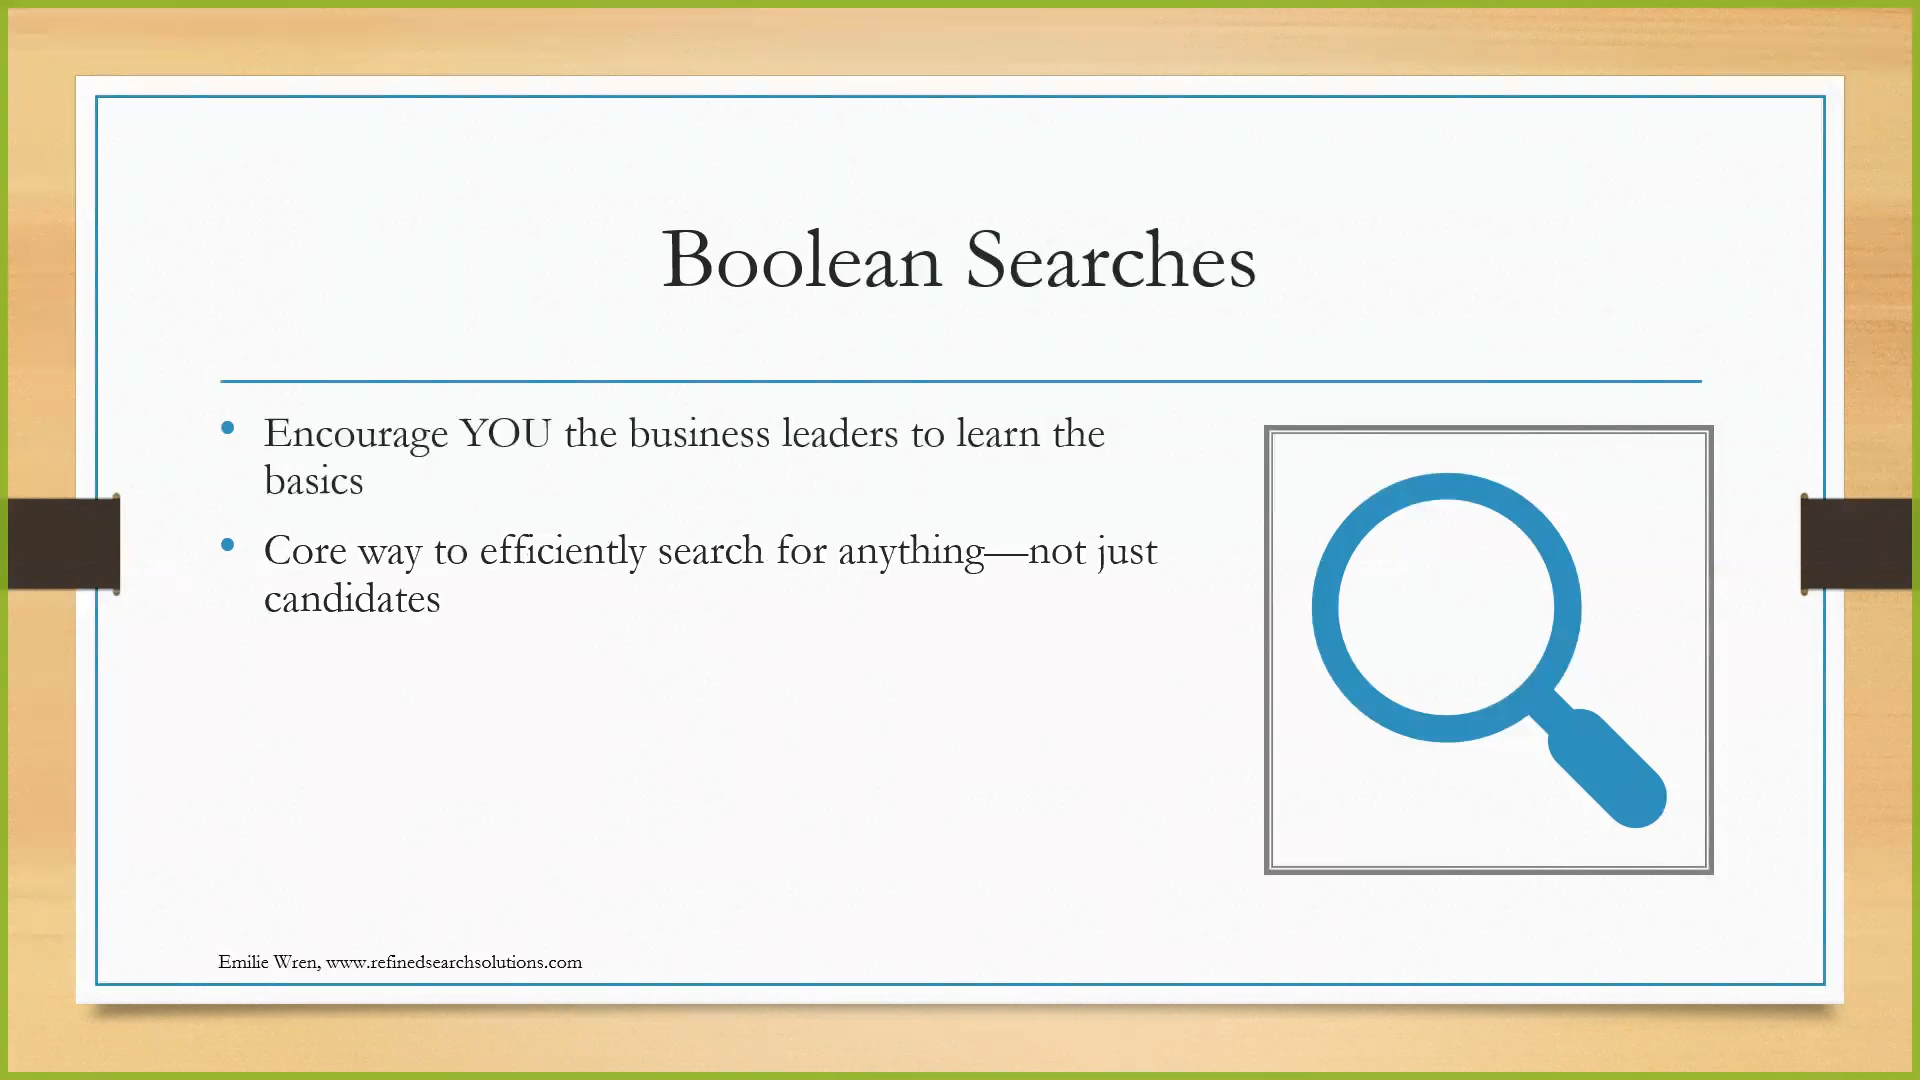 Boolean Searches
• Encourage YOU the business leaders to learn the
basics
• Core way to efficiently search for anything—not just
candidates
Emilie Wren, www.refinedsearchsolutions.com